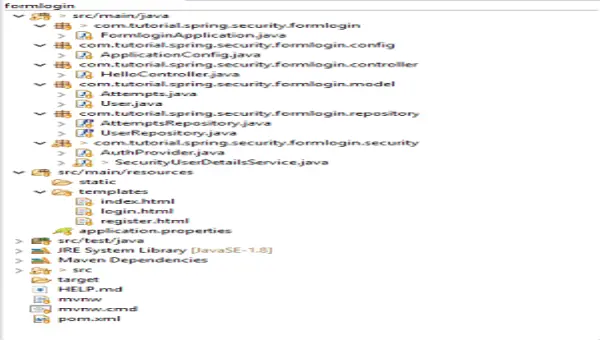 formlogin
> src/main/java
> com.tutorial.spring.security.formlogin
FormloginApplication.java
com.tutorial.spring.security.formlogin.config
ApplicationConfig.java
com.tutorial.spring.security.formlogin.controller
HelloController.java
com.tutorial.spring.security.formlogin.model
Attempts.java
User.java
com.tutorial.spring.security.formlogin.repository
AttemptsRepository.java
UserRepository.java
> com.tutorial.spring.security.formlogin.security
AuthProvider.java
> SecurityUserDetailsService.java
src/main/resources
static
templates
index.html
login.html
register.html
application.properties
src/test/java
JRE System Library [JavaSE-1.8]
Maven Dependencies
> src
target
HELP.md
mvnw
mvnw.cmd
pom.xml